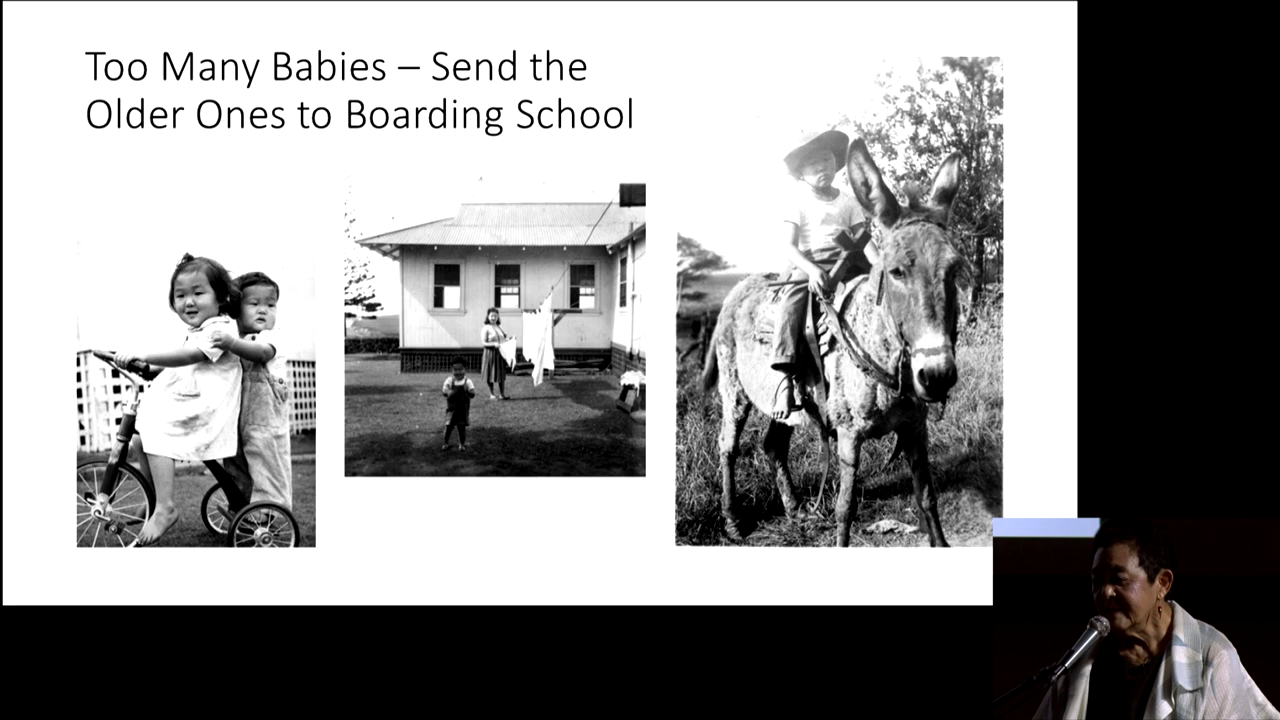 Too Many Babies – Send the
Older Ones to Boarding School